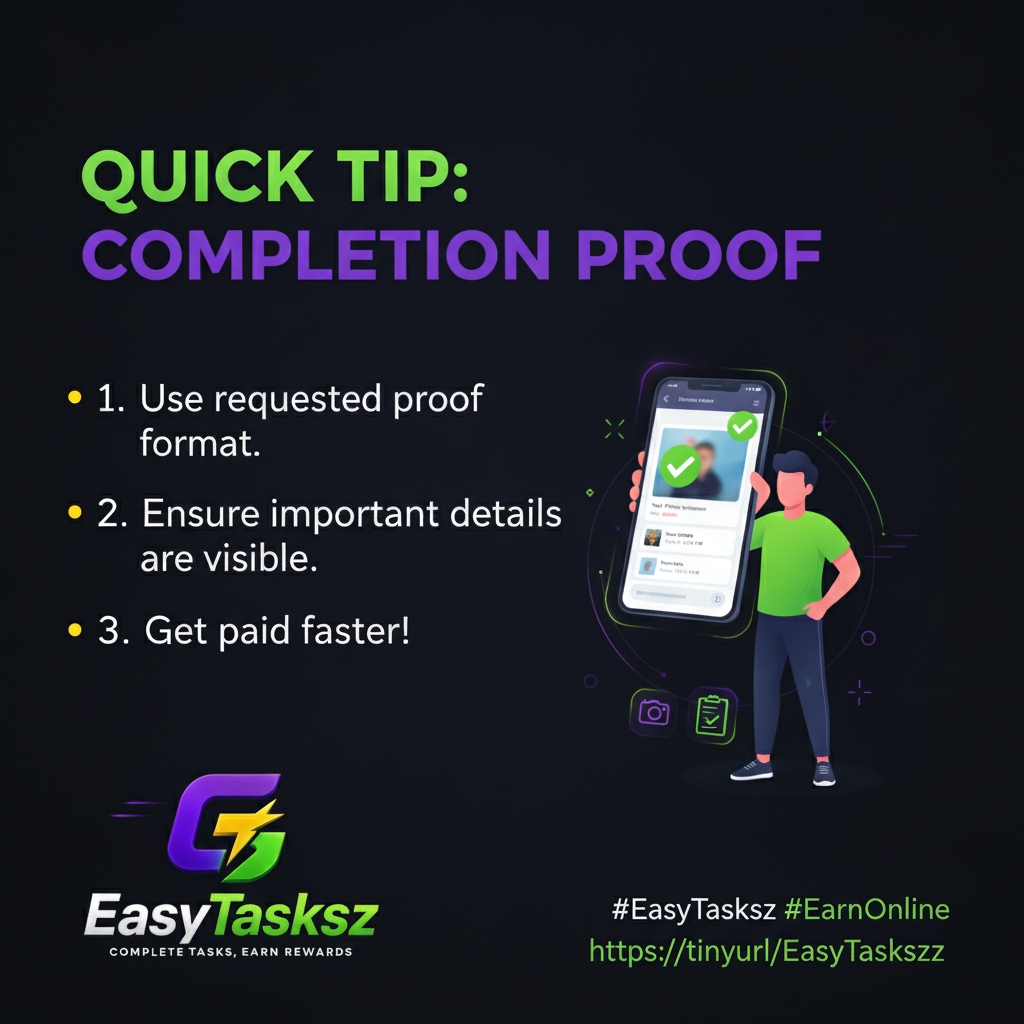 QUICK TIP:
COMPLETION PROOF
• 1. Use requested proof
format.
• 2. Ensure important details
are visible.
• 3. Get paid faster!
EasyTasksz
COMPLETE TASKS, EARN REWARDS
#EasyTasksz #EarnOnline
https://tinyurl/EasyTaskszz